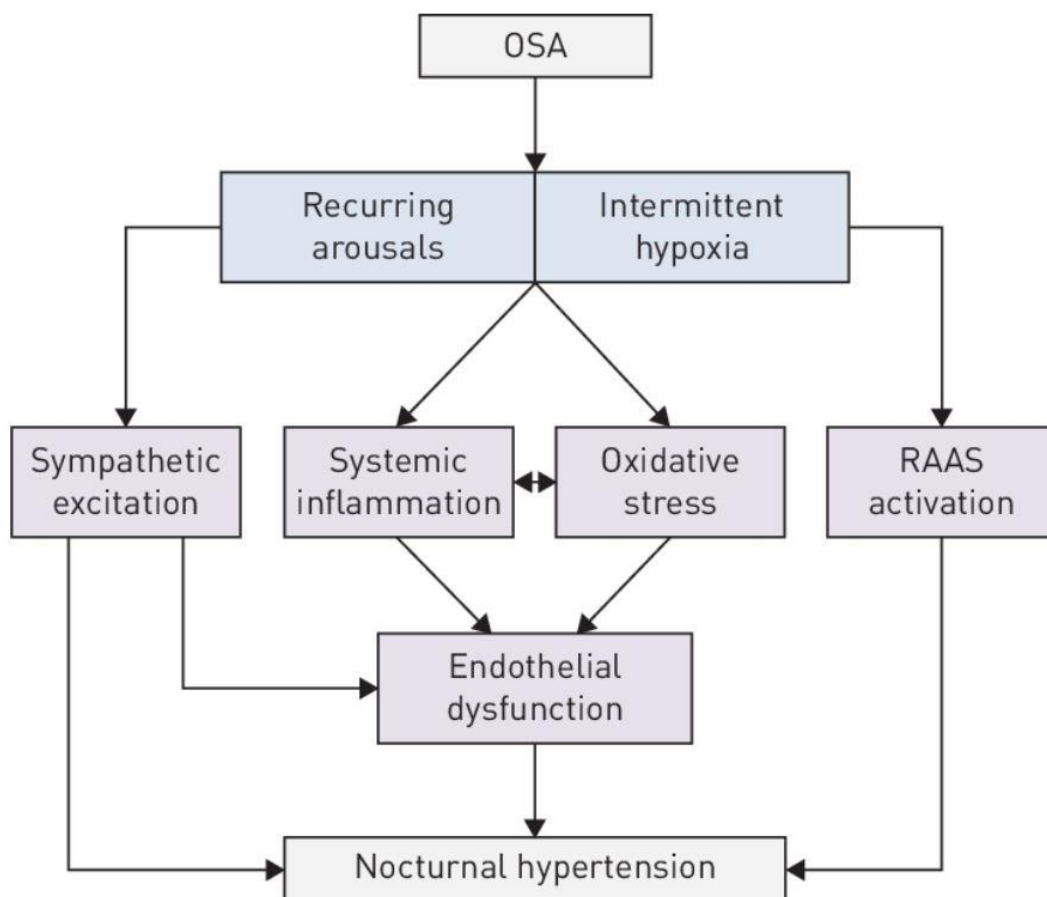 OSA
Recurring
arousals
Intermittent
hypoxia
Sympathetic
excitation
Systemic
inflammation
Oxidative
stress
RAAS
activation
Endothelial
dysfunction
Nocturnal hypertension